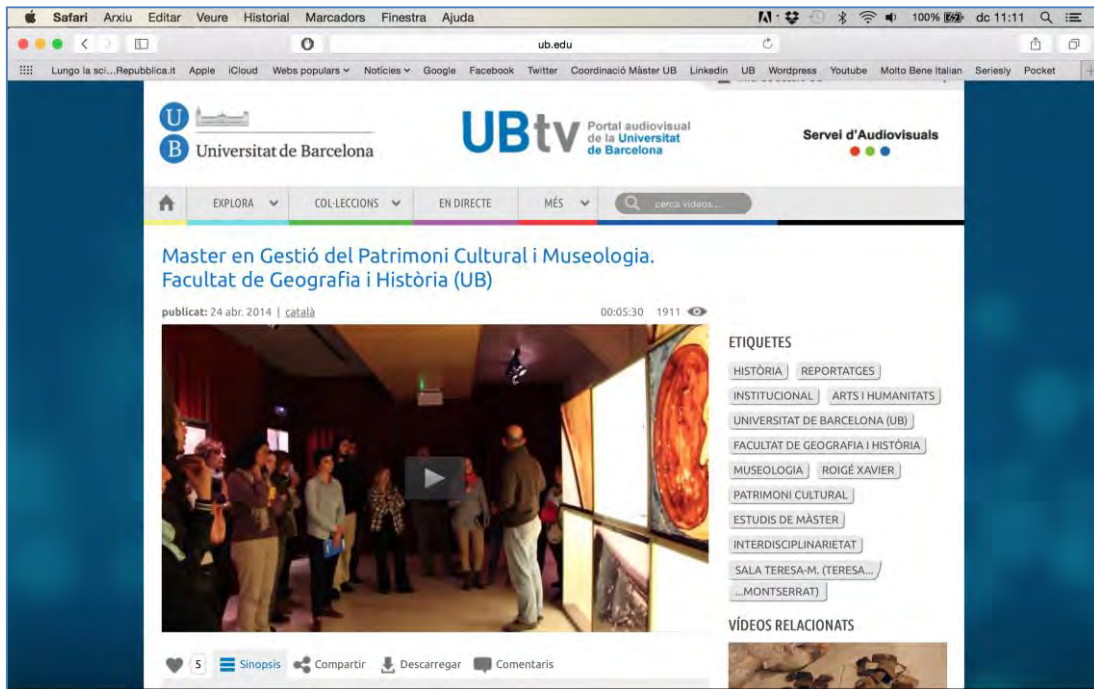 Safari Arxiu Editar Veure Historial Marcadors Finestra Ajuda 100% dc 11:11
ub.edu
Lungo la sci...Repubblica.it Apple iCloud Webs populars Notícies Google Facebook Twitter Coordinació Màster UB Linkedin UB Wordpress Youtube Molto Bene Italian Seriesly Pocket
U
B
Universitat de Barcelona
UBtv
Portal audiovisual
de la Universitat
de Barcelona
Servei d'Audiovisuals
EXPLORA COL·LECCIONS EN DIRECTE MÉS cerca vídeos...
Master en Gestió del Patrimoni Cultural i Museologia.
Facultat de Geografia i Història (UB)
publicat: 24 abr. 2014 | català 00:05:30 1911
ETIQUETES
HISTÒRIA REPORTATGES
INSTITUCIONAL ARTS I HUMANITATS
UNIVERSITAT DE BARCELONA (UB)
FACULTAT DE GEOGRAFIA I HISTÒRIA
MUSEOLOGIA ROIGÉ XAVIER
PATRIMONI CULTURAL
ESTUDIS DE MÀSTER
INTERDISCIPLINARIETAT
SALA TERESA-M. (TERESA...
...MONTSERRAT)
VÍDEOS RELACIONATS
5 Sinopsis Compartir Descarregar Comentaris